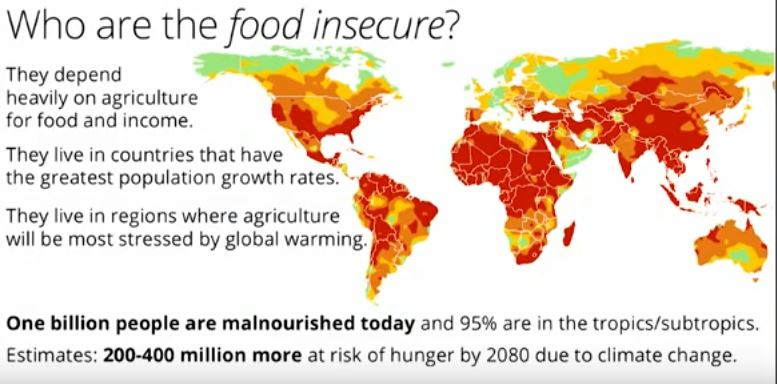 Who are the food insecure?
They depend
heavily on agriculture
for food and income.
They live in countries that have
the greatest population growth rates.
They live in regions where agriculture
will be most stressed by global warming.
One billion people are malnourished today and 95% are in the tropics/subtropics.
Estimates: 200-400 million more at risk of hunger by 2080 due to climate change.